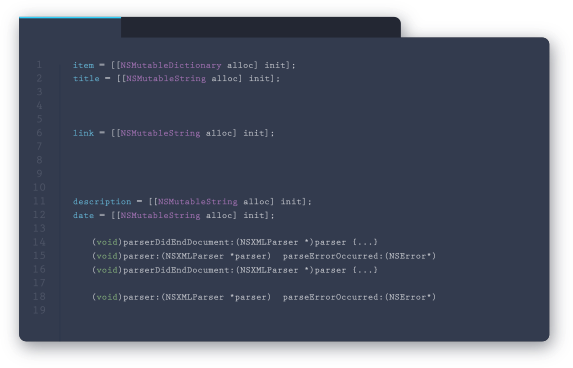 1 item = [[NSMutableDictionary alloc] init];
2 title = [[NSMutableString alloc] init];
3
4
5
6 link = [[NSMutableString alloc] init];
7
8
9
10
11 description = [[NSMutableString alloc] init];
12 date = [[NSMutableString alloc] init];
13
14 (void)parserDidEndDocument:(NSXMLParser *)parser {...}
15 (void)parser:(NSXMLParser *parser) parseErrorOccurred:(NSError*)
16 (void)parserDidEndDocument:(NSXMLParser *)parser {...}
17
18 (void)parser:(NSXMLParser *parser) parseErrorOccurred:(NSError*)
19